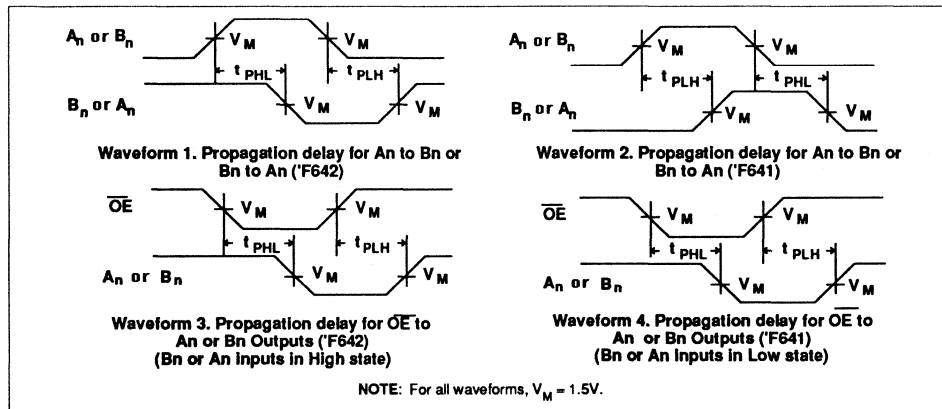 An or Bn
VM
VM
tPHL
tPLH
Bn or An
VM
VM
Waveform 1. Propagation delay for An to Bn or
Bn to An ('F642)
An or Bn
VM
VM
tPLH
tPHL
Bn or An
VM
VM
Waveform 2. Propagation delay for An to Bn or
Bn to An ('F641)
OE
VM
VM
tPHL
tPLH
An or Bn
VM
VM
Waveform 3. Propagation delay for OE to
An or Bn Outputs ('F642)
(Bn or An inputs in High state)
OE
VM
VM
tPHL
tPLH
An or Bn
VM
VM
Waveform 4. Propagation delay for OE to
An or Bn Outputs ('F641)
(Bn or An inputs in Low state)
NOTE: For all waveforms, VM = 1.5V.